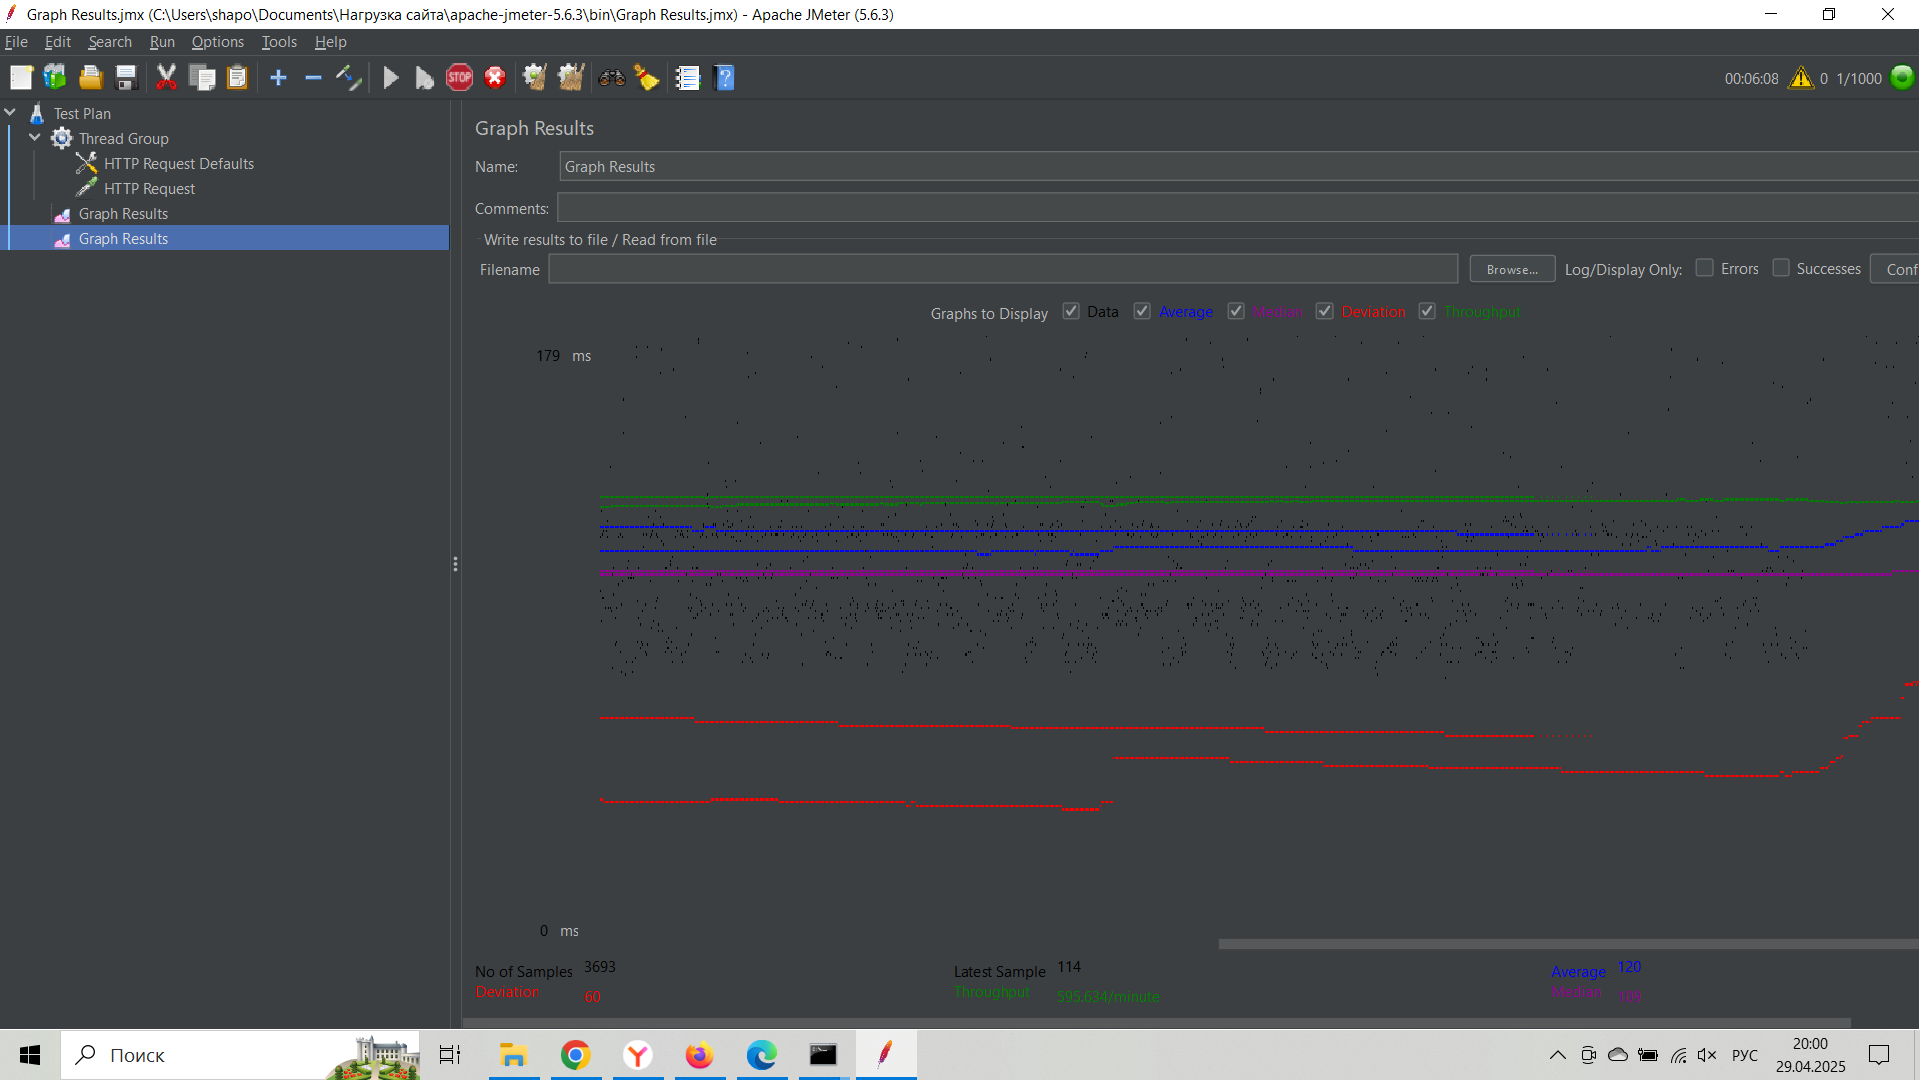 Graph Results.jmx (C:\Users\shapo\Documents\Нагрузка сайта\apache-jmeter-5.6.3\bin\Graph Results.jmx) - Apache JMeter (5.6.3)
File Edit Search Run Options Tools Help
STOP
00:06:08 0 1/1000
Test Plan
Thread Group
HTTP Request Defaults
HTTP Request
Graph Results
Graph Results
Graph Results
Name: Graph Results
Comments:
Write results to file / Read from file
Filename Browse... Log/Display Only: Errors Successes Conf
Graphs to Display Data Average Median Deviation Throughput
179 ms
0 ms
No of Samples 3693 Latest Sample 114 Average 120
Deviation 60 Throughput 595.634/minute Median
Поиск
РУС
20:00
29.04.2025